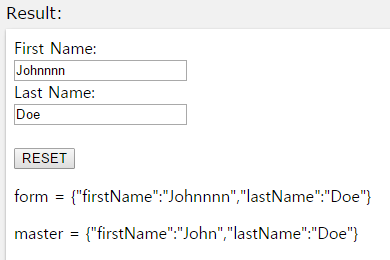 Result:
First Name:
Johnnnn
Last Name:
Doe
RESET
form = {"firstName":"Johnnnn","lastName":"Doe"}
master = {"firstName":"John","lastName":"Doe"}